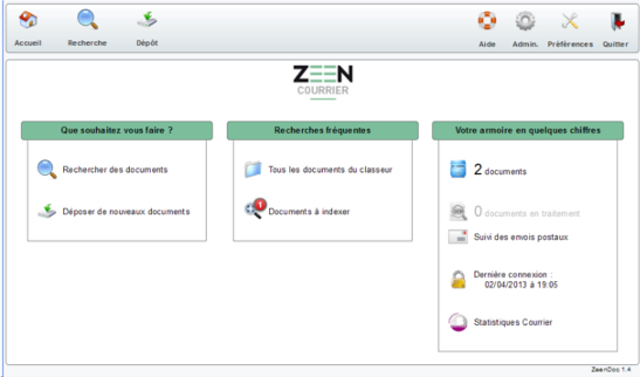 Accueil
Recherche
Dépôt
Aide
Admin.
Préférences
Quitter
ZEEN
COURRIER
Que souhaitez vous faire ?
Rechercher des documents
Déposer de nouveaux documents
Recherches fréquentes
Tous les documents du classeur
1
Documents à indexer
Votre armoire en quelques chiffres
2 documents
0 documents en traitement
Suivi des envois postaux
Dernière connexion :
02/04/2013 à 19:05
Statistiques Courrier
ZeenDoc 1.4